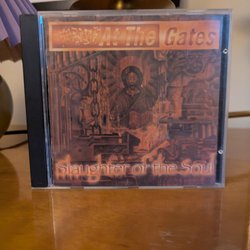 At The Gates
Slaughter of the Soul